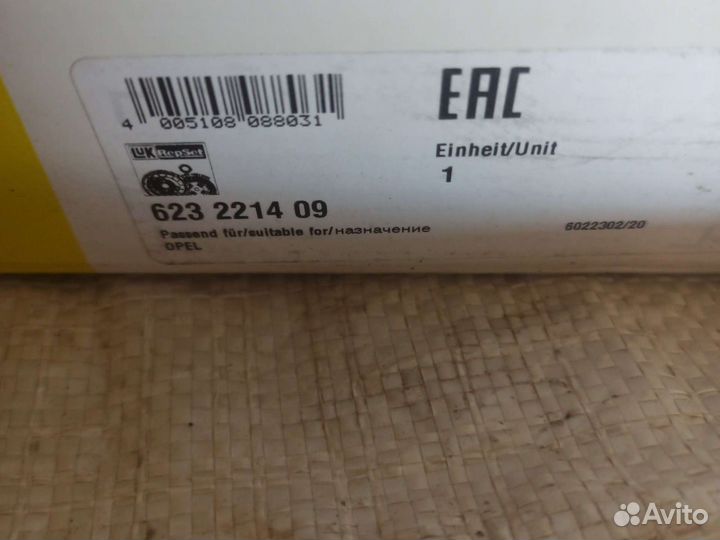 4 005108 088031
EAC
LUK RepSet
Einheit/Unit
1
623 2214 09
Passend für/suitable for/назначение
OPEL
6022302/20
Avito